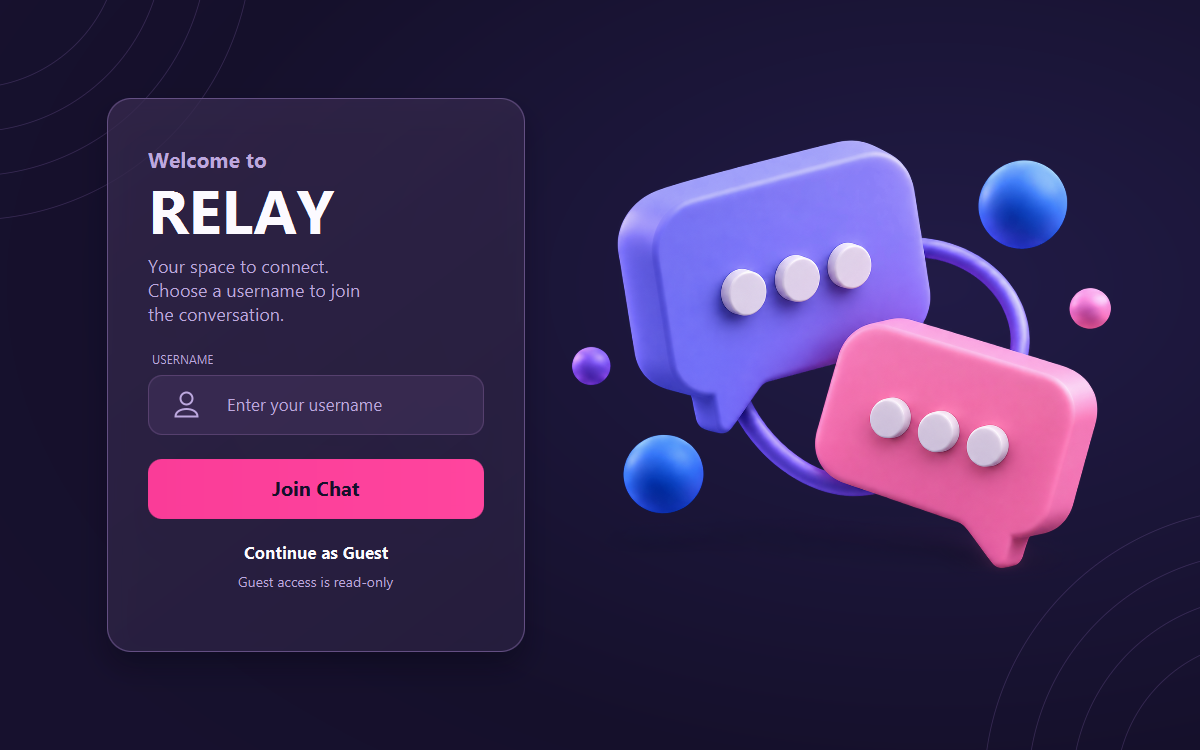 Welcome to
RELAY
Your space to connect.
Choose a username to join
the conversation.
USERNAME
Enter your username
Join Chat
Continue as Guest
Guest access is read-only